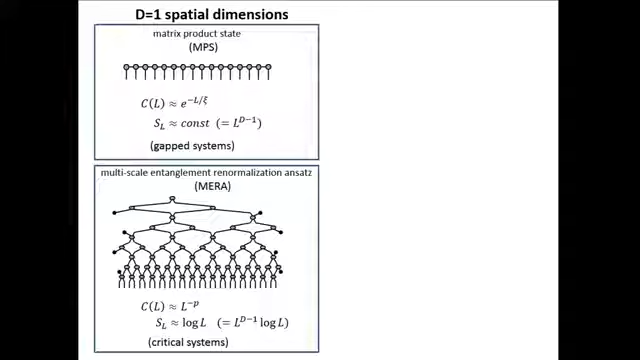 D=1 spatial dimensions
matrix product state
(MPS)
C(L) ≈ e^{-L/ξ}
S_L ≈ const (= L^{D-1})
(gapped systems)
multi-scale entanglement renormalization ansatz
(MERA)
C(L) ≈ L^{-p}
S_L ≈ log L (= L^{D-1} log L)
(critical systems)